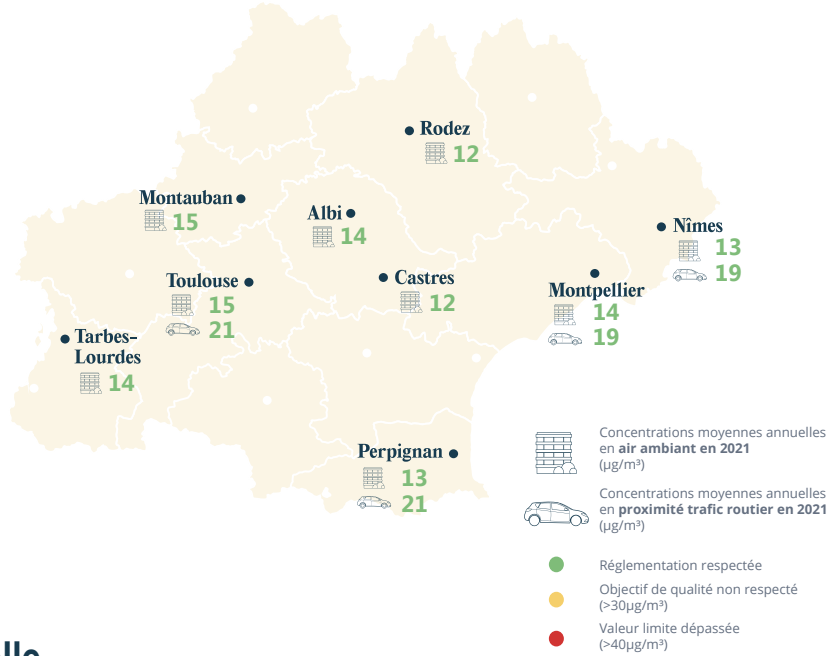 Rodez
12
Montauban
15
Albi
14
Nîmes
13
19
Toulouse
15
21
Castres
12
Montpellier
14
19
Tarbes-
Lourdes
14
Perpignan
13
21
Concentrations moyennes annuelles
en air ambiant en 2021
(µg/m³)
Concentrations moyennes annuelles
en proximité trafic routier en 2021
(µg/m³)
Réglementation respectée
Objectif de qualité non respecté
(>30µg/m³)
Valeur limite dépassée
(>40µg/m³)